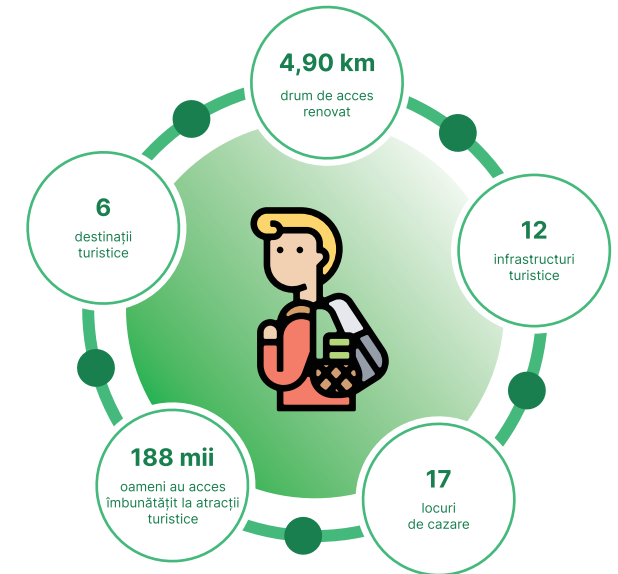 4,90 km
drum de acces
renovat
6
destinații
turistice
12
infrastructuri
turistice
188 mii
oameni au acces
îmbunătățit la atracții
turistice
17
locuri
de cazare